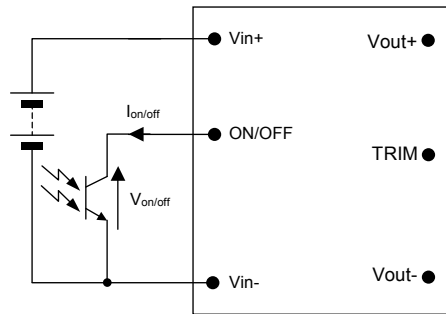 Vin+
Vout+
Ion/off
ON/OFF
TRIM
Von/off
Vin-
Vout-